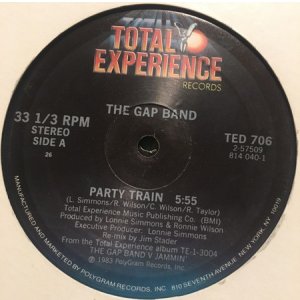 TOTAL
EXPERIENCE
RECORDS
THE GAP BAND
33 1/3 RPM
STEREO
SIDE A
26
TED 706
2-57509
814 040-1
PARTY TRAIN 5:55
(L. Simmons/R. Wilson/C. Wilson/R. Taylor)
Total Experience Music Publishing Co. (BMI)
Produced by Lonnie Simmons and Ronnie Wilson
Executive Producer: Lonnie Simmons
Re-mix by Jim Stader
From the Total Experience album TE-1-3004
THE GAP BAND V JAMMIN'
℗ 1983 PolyGram Records, Inc.
MANUFACTURED AND MARKETED BY POLYGRAM RECORDS, INC. 810 SEVENTH AVENUE, NEW YORK, N.Y. 10019